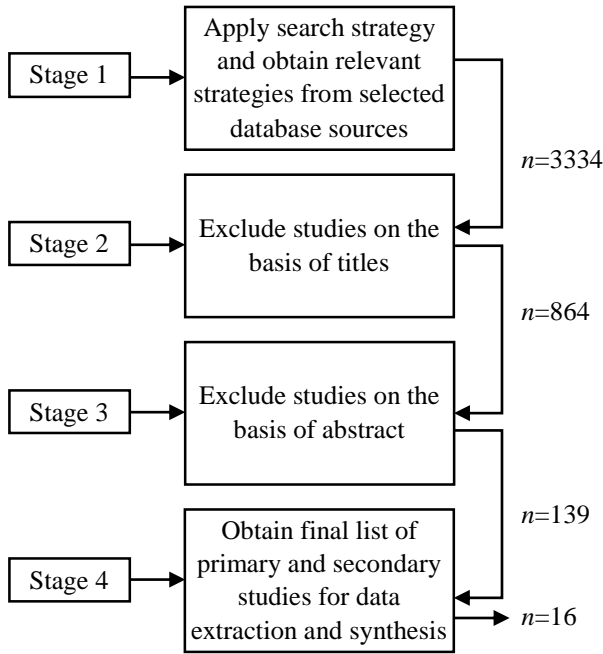 Stage 1
Apply search strategy
and obtain relevant
strategies from selected
database sources
n=3334
Stage 2
Exclude studies on the
basis of titles
n=864
Stage 3
Exclude studies on the
basis of abstract
n=139
Stage 4
Obtain final list of
primary and secondary
studies for data
extraction and synthesis
n=16